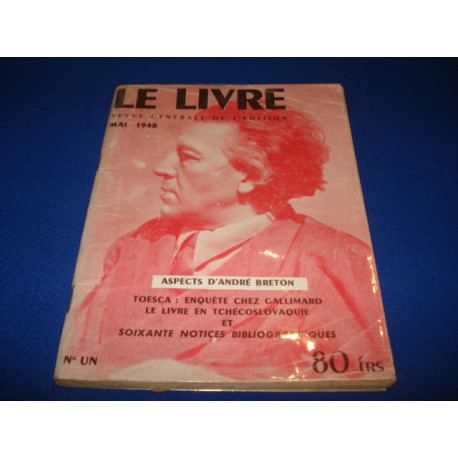 LE LIVRE
REVUE GÉNÉRALE DE L'ÉDITION
MAI 1948
ASPECTS D'ANDRÉ BRETON
TOESCA : ENQUÊTE CHEZ GALLIMARD
LE LIVRE EN TCHÉCOSLOVAQUIE
ET
SOIXANTE NOTICES BIBLIOGRAPHIQUES
N° UN
80 frs